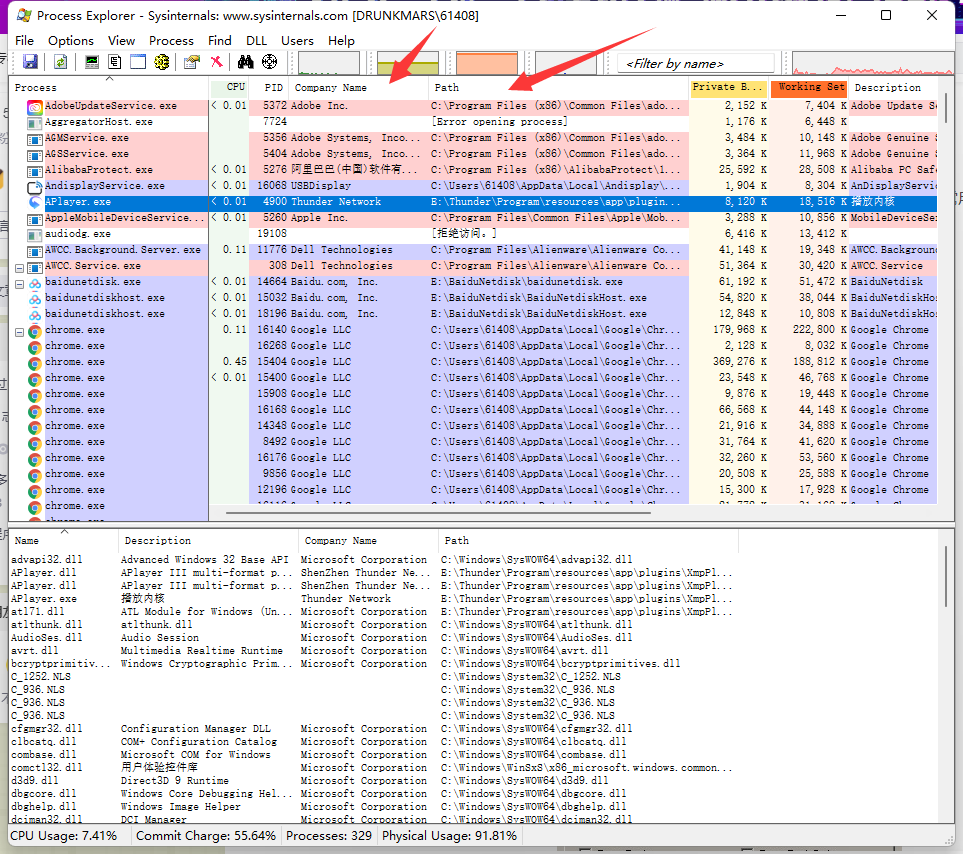 Process Explorer - Sysinternals: www.sysinternals.com [DRUNKMARS\61408]
File Options View Process Find DLL Users Help
<Filter by name>
Process CPU PID Company Name Path Private B... Working Set Description
AdobeUpdateService.exe < 0.01 5372 Adobe Inc. C:\Program Files (x86)\Common Files\ado... 2,152 K 7,404 K Adobe Update Se
AggregatorHost.exe 7724 [Error opening process] 1,176 K 6,448 K
AGMService.exe 5356 Adobe Systems, Inco... C:\Program Files (x86)\Common Files\ado... 3,484 K 10,148 K Adobe Genuine S
AGSService.exe 5404 Adobe Systems, Inco... C:\Program Files (x86)\Common Files\ado... 3,364 K 11,968 K Adobe Genuine S
AlibabaProtect.exe < 0.01 5276 阿里巴巴(中国)软件有... C:\Program Files (x86)\AlibabaProtect\1... 25,592 K 28,508 K Alibaba PC Safe
AndisplayService.exe < 0.01 16068 USBDisplay C:\Users\61408\AppData\Local\Andisplay\... 1,904 K 8,304 K AnDisplayServic
APlayer.exe < 0.01 4900 Thunder Network E:\Thunder\Program\resources\app\plugin... 8,120 K 18,516 K 播放内核
AppleMobileDeviceService... < 0.01 5260 Apple Inc. C:\Program Files\Common Files\Apple\Mob... 3,288 K 10,856 K MobileDeviceSer
audiodg.exe 19108 [拒绝访问。] 6,416 K 13,412 K
AWCC.Background.Server.exe 0.11 11776 Dell Technologies C:\Program Files\Alienware\Alienware Co... 41,148 K 19,348 K AWCC.Background
AWCC.Service.exe 308 Dell Technologies C:\Program Files\Alienware\Alienware Co... 51,364 K 30,420 K AWCC.Service
baidunetdisk.exe < 0.01 14664 Baidu.com, Inc. E:\BaiduNetdisk\baidunetdisk.exe 61,192 K 51,472 K BaiduNetdisk
baidunetdiskhost.exe < 0.01 15032 Baidu.com, Inc. E:\BaiduNetdisk\BaiduNetdiskHost.exe 54,820 K 38,044 K BaiduNetdiskHos
baidunetdiskhost.exe < 0.01 18196 Baidu.com, Inc. E:\BaiduNetdisk\BaiduNetdiskHost.exe 12,848 K 10,808 K BaiduNetdiskHos
chrome.exe 0.11 16140 Google LLC C:\Users\61408\AppData\Local\Google\Chr... 179,968 K 222,800 K Google Chrome
chrome.exe 16268 Google LLC C:\Users\61408\AppData\Local\Google\Chr... 2,128 K 8,032 K Google Chrome
chrome.exe 0.45 15404 Google LLC C:\Users\61408\AppData\Local\Google\Chr... 369,276 K 188,812 K Google Chrome
chrome.exe < 0.01 15400 Google LLC C:\Users\61408\AppData\Local\Google\Chr... 23,548 K 46,768 K Google Chrome
chrome.exe 15908 Google LLC C:\Users\61408\AppData\Local\Google\Chr... 9,876 K 19,448 K Google Chrome
chrome.exe 16168 Google LLC C:\Users\61408\AppData\Local\Google\Chr... 66,568 K 44,148 K Google Chrome
chrome.exe 14348 Google LLC C:\Users\61408\AppData\Local\Google\Chr... 21,916 K 34,888 K Google Chrome
chrome.exe 8492 Google LLC C:\Users\61408\AppData\Local\Google\Chr... 31,764 K 41,620 K Google Chrome
chrome.exe 16176 Google LLC C:\Users\61408\AppData\Local\Google\Chr... 32,260 K 53,560 K Google Chrome
chrome.exe 9856 Google LLC C:\Users\61408\AppData\Local\Google\Chr... 20,508 K 25,588 K Google Chrome
chrome.exe 12196 Google LLC C:\Users\61408\AppData\Local\Google\Chr... 15,300 K 17,928 K Google Chrome
chrome.exe
Name Description Company Name Path
advapi32.dll Advanced Windows 32 Base API Microsoft Corporation C:\Windows\SysWOW64\advapi32.dll
APlayer.dll APlayer III multi-format p... ShenZhen Thunder Ne... E:\Thunder\Program\resources\app\plugins\XmpPl...
APlayer.dll APlayer III multi-format p... ShenZhen Thunder Ne... E:\Thunder\Program\resources\app\plugins\XmpPl...
APlayer.exe 播放内核 Thunder Network E:\Thunder\Program\resources\app\plugins\XmpPl...
atl71.dll ATL Module for Windows (Un... Microsoft Corporation E:\Thunder\Program\resources\app\plugins\XmpPl...
atlthunk.dll atlthunk.dll Microsoft Corporation C:\Windows\SysWOW64\atlthunk.dll
AudioSes.dll Audio Session Microsoft Corporation C:\Windows\SysWOW64\AudioSes.dll
avrt.dll Multimedia Realtime Runtime Microsoft Corporation C:\Windows\SysWOW64\avrt.dll
bcryptprimitiv... Windows Cryptographic Prim... Microsoft Corporation C:\Windows\SysWOW64\bcryptprimitives.dll
C_1252.NLS C:\Windows\System32\C_1252.NLS
C_936.NLS C:\Windows\System32\C_936.NLS
C_936.NLS C:\Windows\System32\C_936.NLS
C_936.NLS C:\Windows\System32\C_936.NLS
cfgmgr32.dll Configuration Manager DLL Microsoft Corporation C:\Windows\SysWOW64\cfgmgr32.dll
clbcatq.dll COM+ Configuration Catalog Microsoft Corporation C:\Windows\SysWOW64\clbcatq.dll
combase.dll Microsoft COM for Windows Microsoft Corporation C:\Windows\SysWOW64\combase.dll
comctl32.dll 用户体验控件库 Microsoft Corporation C:\Windows\WinSxS\x86_microsoft.windows.common...
d3d9.dll Direct3D 9 Runtime Microsoft Corporation C:\Windows\SysWOW64\d3d9.dll
dbgcore.dll Windows Core Debugging Hel... Microsoft Corporation C:\Windows\SysWOW64\dbgcore.dll
dbghelp.dll Windows Image Helper Microsoft Corporation C:\Windows\SysWOW64\dbghelp.dll
dciman32.dll DCI Manager Microsoft Corporation C:\Windows\SysWOW64\dciman32.dll
CPU Usage: 7.41% Commit Charge: 55.64% Processes: 329 Physical Usage: 91.81%